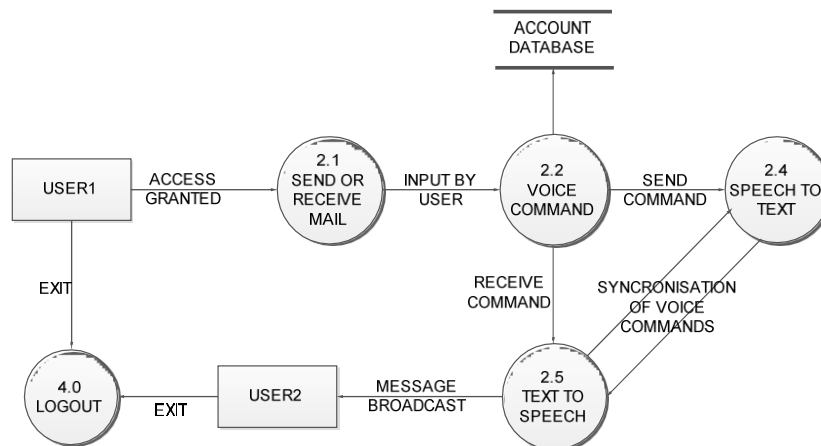 ACCOUNT
DATABASE
USER1
ACCESS
GRANTED
2.1
SEND OR
RECEIVE
MAIL
INPUT BY
USER
2.2
VOICE
COMMAND
SEND
COMMAND
2.4
SPEECH TO
TEXT
EXIT
RECEIVE
COMMAND
SYNCRONISATION
OF VOICE
COMMANDS
4.0
LOGOUT
EXIT
USER2
MESSAGE
BROADCAST
2.5
TEXT TO
SPEECH